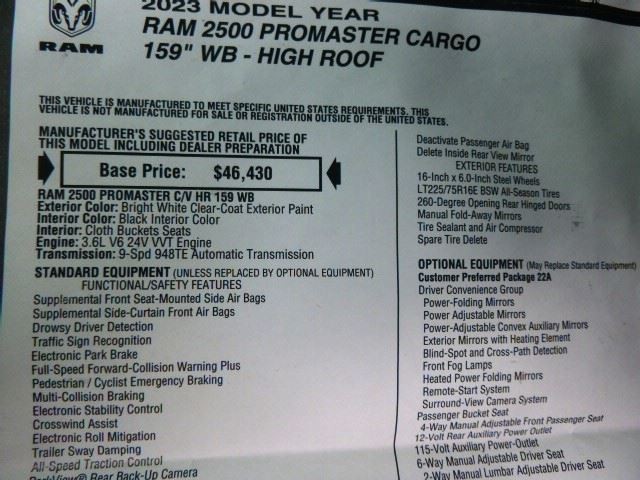 2023 MODEL YEAR
RAM 2500 PROMASTER CARGO
159" WB - HIGH ROOF
RAM
THIS VEHICLE IS MANUFACTURED TO MEET SPECIFIC UNITED STATES REQUIREMENTS. THIS
VEHICLE IS NOT MANUFACTURED FOR SALE OR REGISTRATION OUTSIDE OF THE UNITED STATES.
MANUFACTURER'S SUGGESTED RETAIL PRICE OF
THIS MODEL INCLUDING DEALER PREPARATION
Base Price: $46,430
RAM 2500 PROMASTER C/V HR 159 WB
Exterior Color: Bright White Clear-Coat Exterior Paint
Interior Color: Black Interior Color
Interior: Cloth Buckets Seats
Engine: 3.6L V6 24V VVT Engine
Transmission: 9-Spd 948TE Automatic Transmission
STANDARD EQUIPMENT (UNLESS REPLACED BY OPTIONAL EQUIPMENT)
FUNCTIONAL/SAFETY FEATURES
Supplemental Front Seat-Mounted Side Air Bags
Supplemental Side-Curtain Front Air Bags
Drowsy Driver Detection
Traffic Sign Recognition
Electronic Park Brake
Full-Speed Forward-Collision Warning Plus
Pedestrian / Cyclist Emergency Braking
Multi-Collision Braking
Electronic Stability Control
Crosswind Assist
Electronic Roll Mitigation
Trailer Sway Damping
All-Speed Traction Control
ParkView® Rear Back-Up Camera
Deactivate Passenger Air Bag
Delete Inside Rear View Mirror
EXTERIOR FEATURES
16-Inch x 6.0-Inch Steel Wheels
LT225/75R16E BSW All-Season Tires
260-Degree Opening Rear Hinged Doors
Manual Fold-Away Mirrors
Tire Sealant and Air Compressor
Spare Tire Delete
OPTIONAL EQUIPMENT (May Replace Standard Equipment)
Customer Preferred Package 22A
Driver Convenience Group
Power-Folding Mirrors
Power Adjustable Mirrors
Power-Adjustable Convex Auxiliary Mirrors
Exterior Mirrors with Heating Element
Blind-Spot and Cross-Path Detection
Front Fog Lamps
Heated Power Folding Mirrors
Remote-Start System
Surround-View Camera System
Passenger Bucket Seat
4-Way Manual Adjustable Front Passenger Seat
12-Volt Rear Auxiliary Power Outlet
115-Volt Auxiliary Power-Outlet
6-Way Manual Adjustable Driver Seat
2-Way Manual Lumbar Adjustable Driver Seat